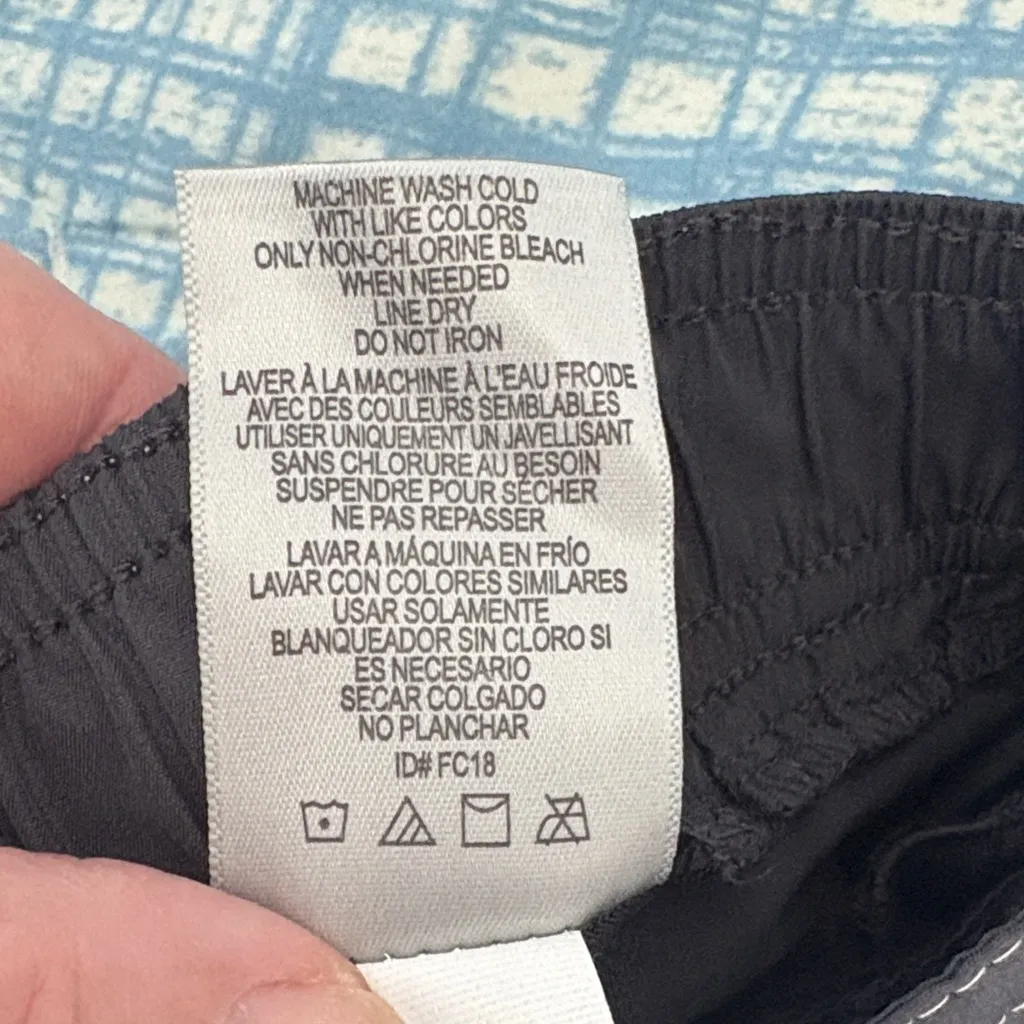 MACHINE WASH COLD
WITH LIKE COLORS
ONLY NON-CHLORINE BLEACH
WHEN NEEDED
LINE DRY
DO NOT IRON
LAVER À LA MACHINE À L'EAU FROIDE
AVEC DES COULEURS SEMBLABLES
UTILISER UNIQUEMENT UN JAVELLISANT
SANS CHLORURE AU BESOIN
SUSPENDRE POUR SÉCHER
NE PAS REPASSER
LAVAR A MÁQUINA EN FRÍO
LAVAR CON COLORES SIMILARES
USAR SOLAMENTE
BLANQUEADOR SIN CLORO SI
ES NECESARIO
SECAR COLGADO
NO PLANCHAR
ID# FC18